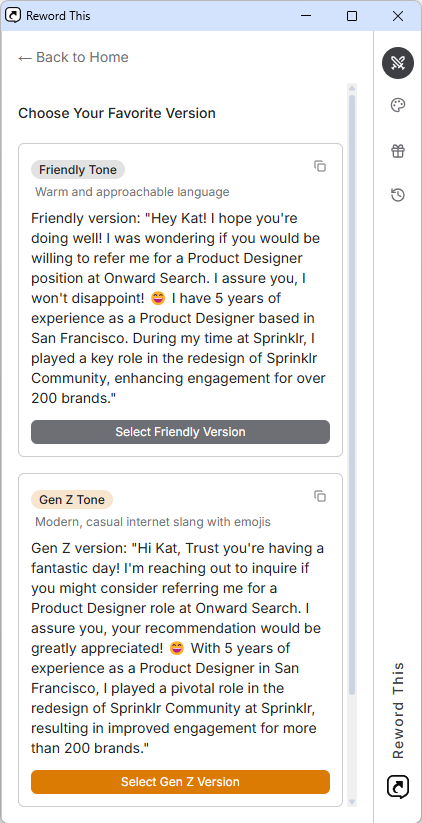 Reword This
← Back to Home
Choose Your Favorite Version
Friendly Tone
Warm and approachable language
Friendly version: "Hey Kat! I hope you're
doing well! I was wondering if you would be
willing to refer me for a Product Designer
position at Onward Search. I assure you, I
won't disappoint! 😄 I have 5 years of
experience as a Product Designer based in
San Francisco. During my time at Sprinklr, I
played a key role in the redesign of Sprinklr
Community, enhancing engagement for over
200 brands."
Select Friendly Version
Gen Z Tone
Modern, casual internet slang with emojis
Gen Z version: "Hi Kat, Trust you're having a
fantastic day! I'm reaching out to inquire if
you might consider referring me for a
Product Designer role at Onward Search. I
assure you, your recommendation would be
greatly appreciated! 😄 With 5 years of
experience as a Product Designer in San
Francisco, I played a pivotal role in the
redesign of Sprinklr Community at Sprinklr,
resulting in improved engagement for more
than 200 brands."
Select Gen Z Version
Reword This